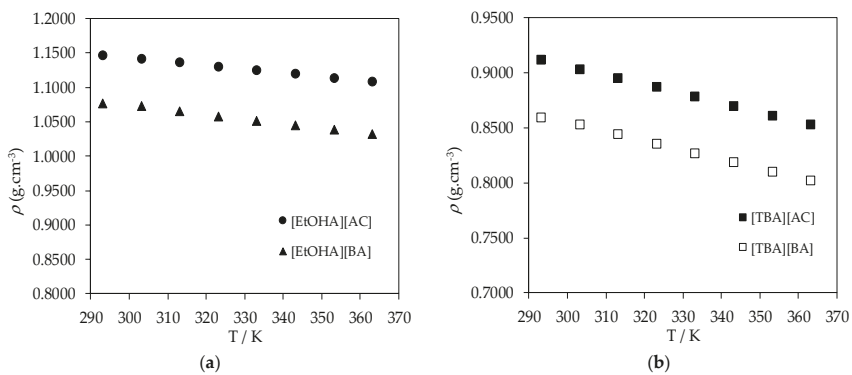 1.2000
1.1500
1.1000
1.0500
1.0000
0.9500
0.9000
0.8500
0.8000
ρ (g.cm-3)
[EtOHA][AC]
[EtOHA][BA]
290 300 310 320 330 340 350 360 370
T / K
(a)
0.9500
0.9000
0.8500
0.8000
0.7500
0.7000
ρ (g.cm-3)
[TBA][AC]
[TBA][BA]
290 300 310 320 330 340 350 360 370
T / K
(b)